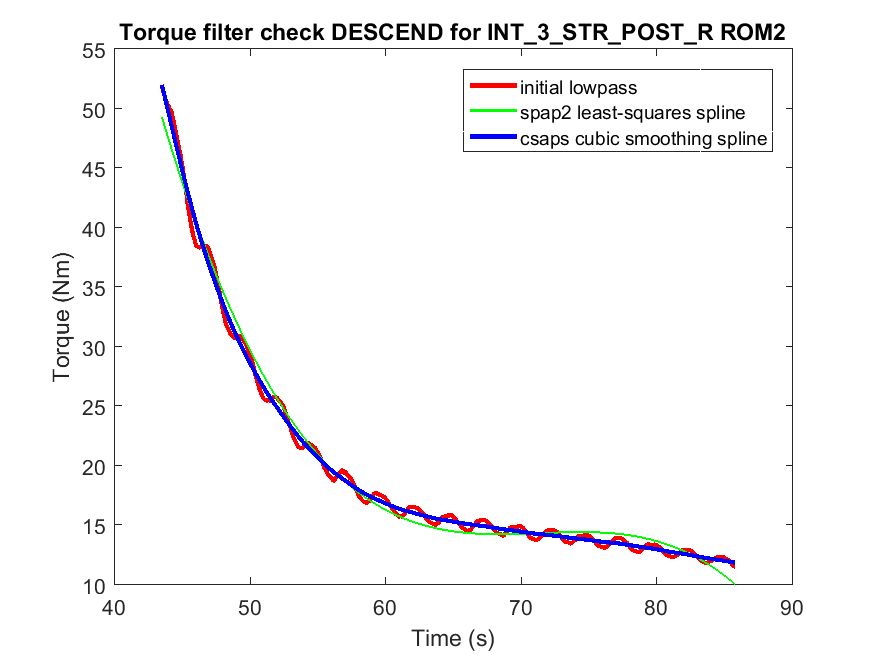 Torque filter check DESCEND for INT_3_STR_POST_R ROM2
55
50
45
40
35
30
25
20
15
10
initial lowpass
spap2 least-squares spline
csaps cubic smoothing spline
Torque (Nm)
40
50
60
70
80
90
Time (s)